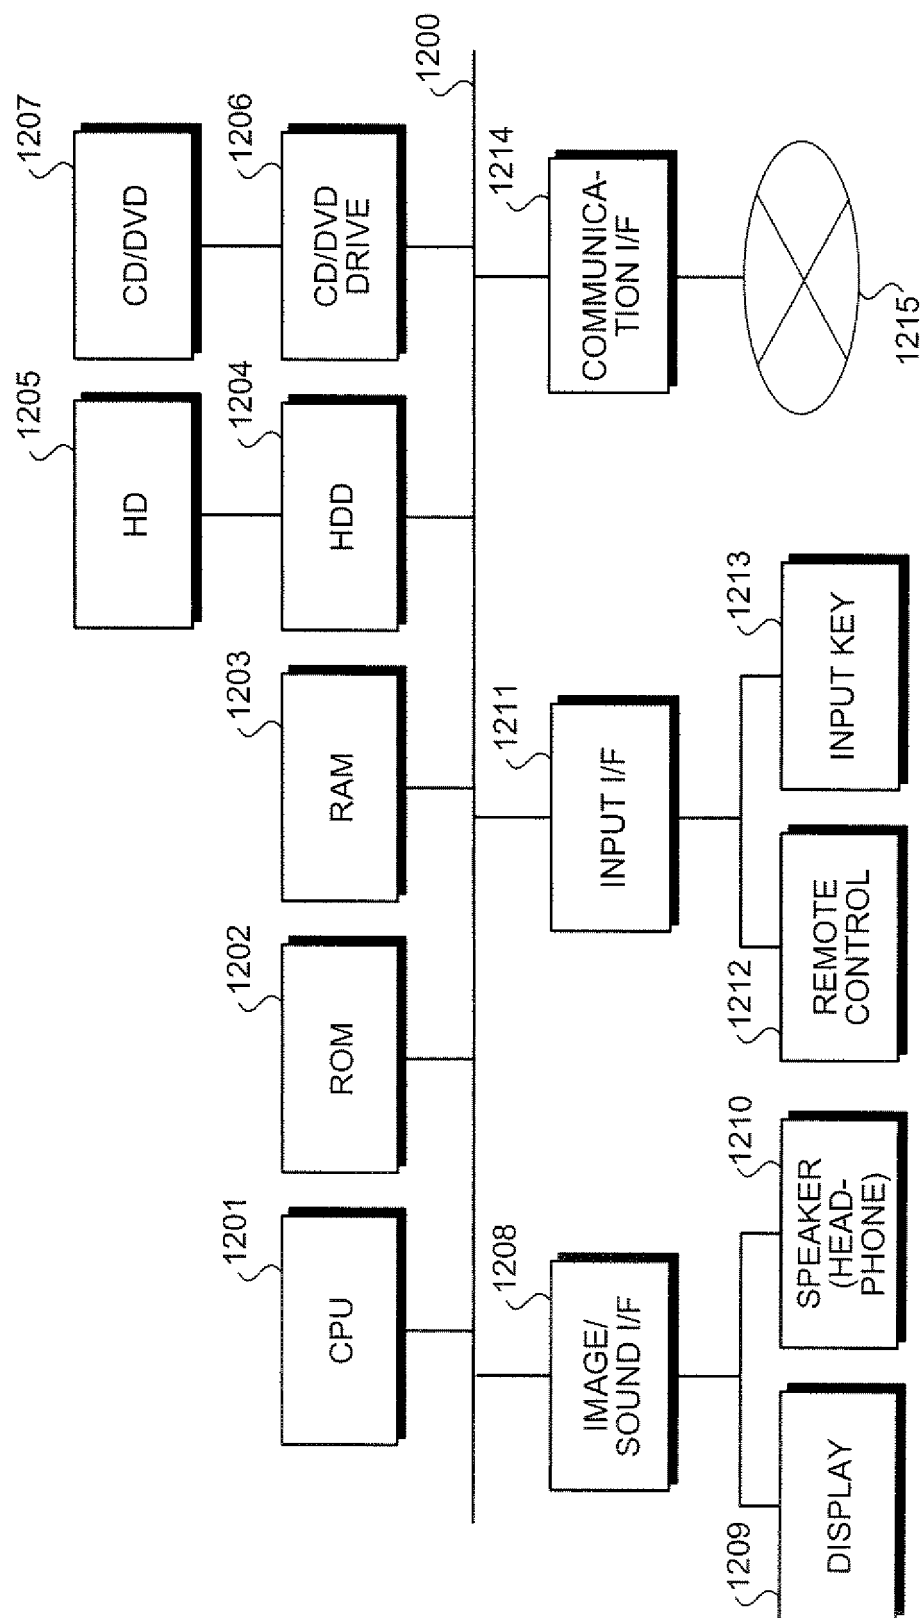 1205
HD
1207
CD/DVD
1201
CPU
1202
ROM
1203
RAM
1204
HDD
1206
CD/DVD
DRIVE
1200
1208
IMAGE/
SOUND I/F
1211
INPUT I/F
1214
COMMUNICA-
TION I/F
1209
DISPLAY
1210
SPEAKER
(HEAD-
PHONE)
1212
REMOTE
CONTROL
1213
INPUT KEY
1215